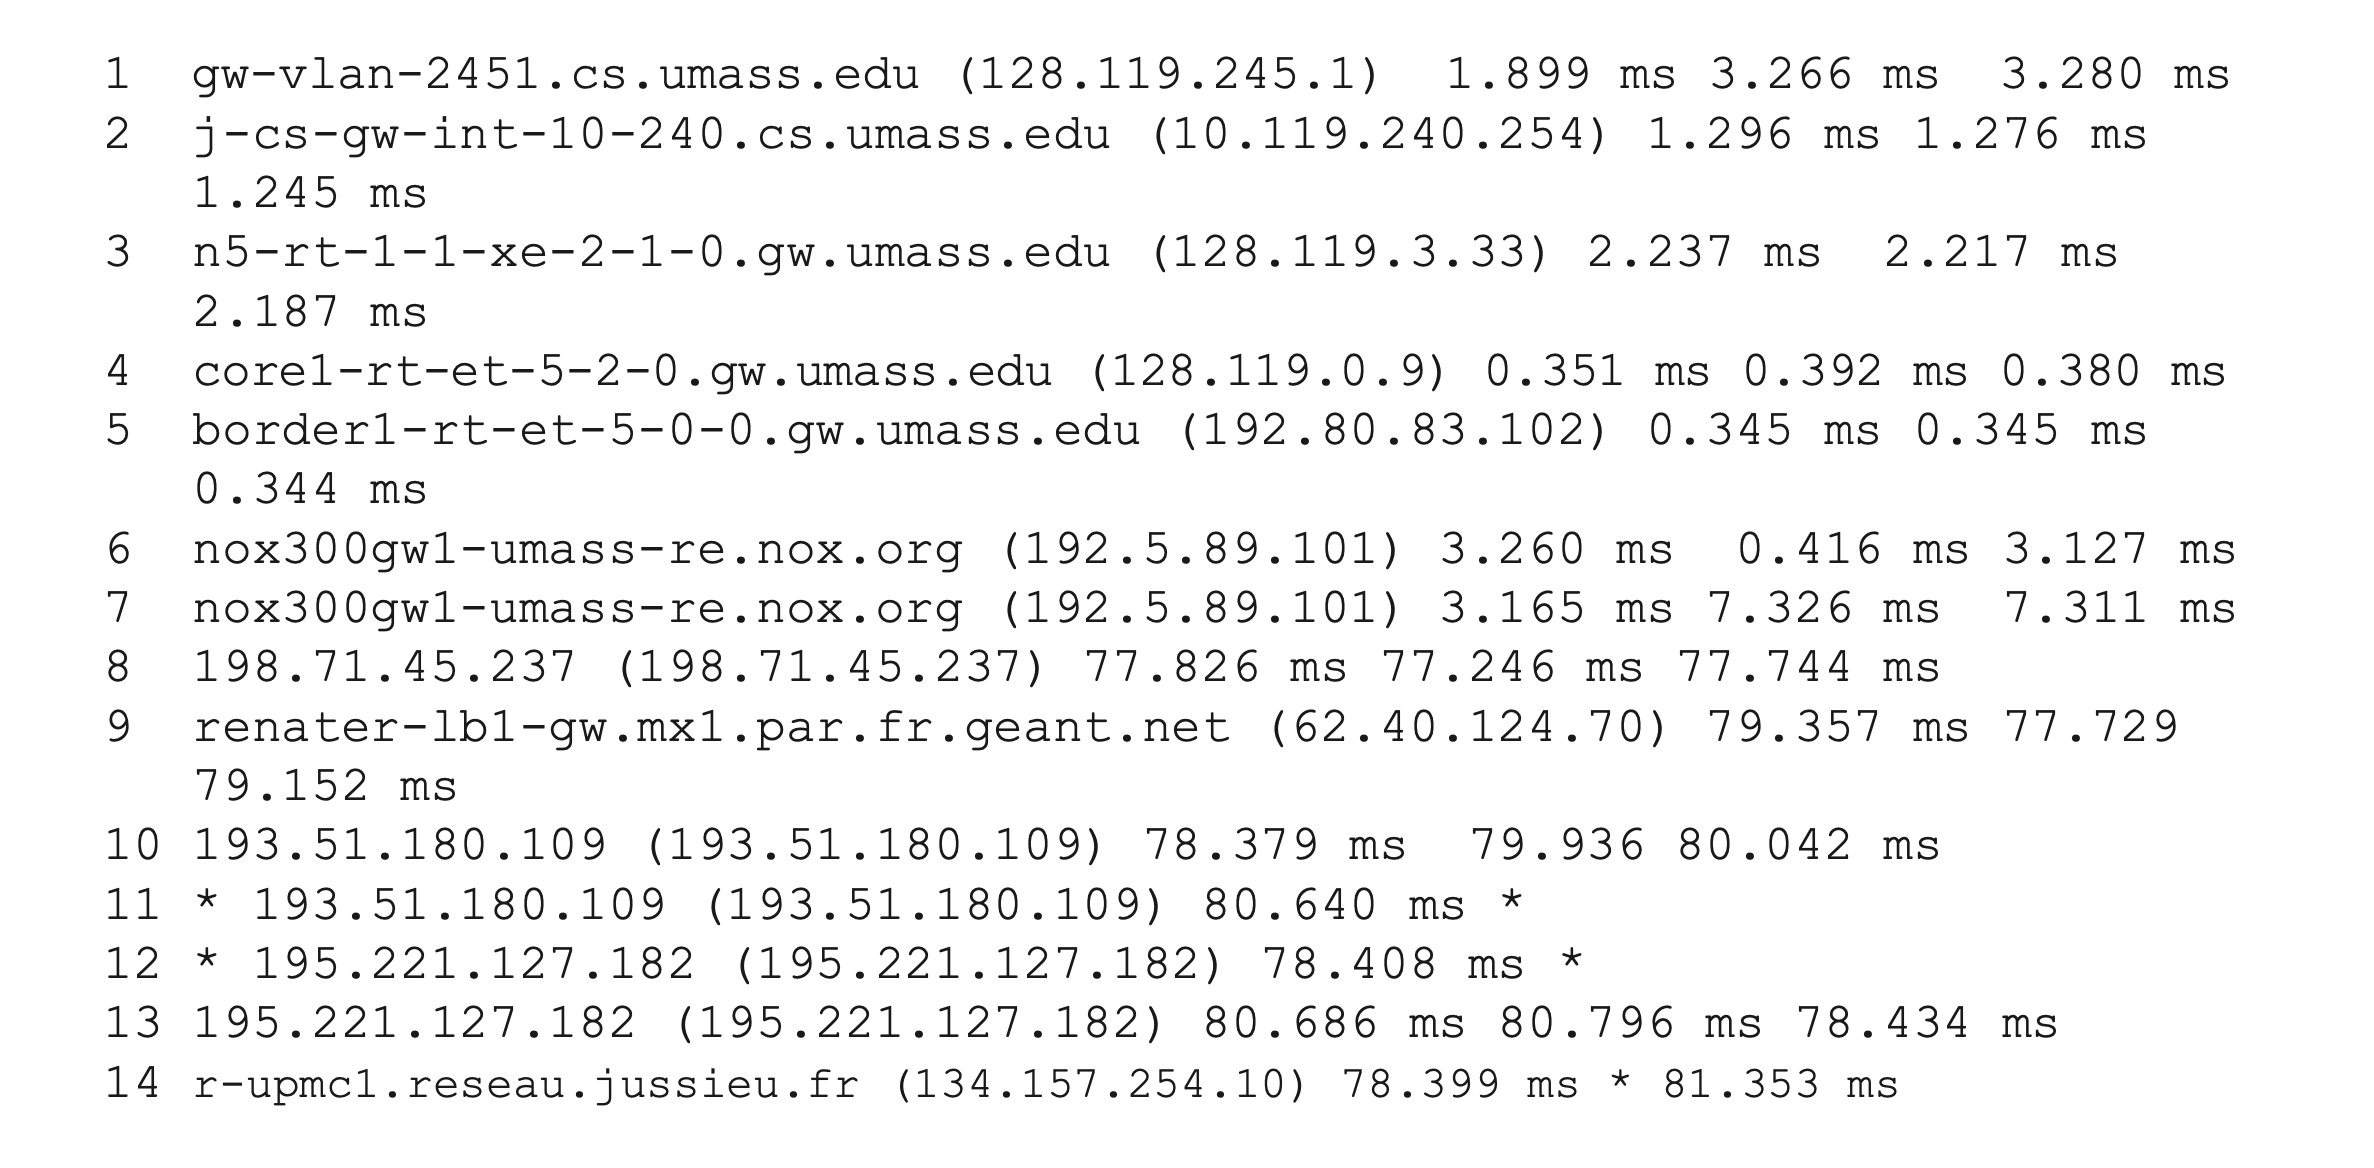 1 gw-vlan-2451.cs.umass.edu (128.119.245.1) 1.899 ms 3.266 ms 3.280 ms
2 j-cs-gw-int-10-240.cs.umass.edu (10.119.240.254) 1.296 ms 1.276 ms
1.245 ms
3 n5-rt-1-1-xe-2-1-0.gw.umass.edu (128.119.3.33) 2.237 ms 2.217 ms
2.187 ms
4 core1-rt-et-5-2-0.gw.umass.edu (128.119.0.9) 0.351 ms 0.392 ms 0.380 ms
5 border1-rt-et-5-0-0.gw.umass.edu (192.80.83.102) 0.345 ms 0.345 ms
0.344 ms
6 nox300gw1-umass-re.nox.org (192.5.89.101) 3.260 ms 0.416 ms 3.127 ms
7 nox300gw1-umass-re.nox.org (192.5.89.101) 3.165 ms 7.326 ms 7.311 ms
8 198.71.45.237 (198.71.45.237) 77.826 ms 77.246 ms 77.744 ms
9 renater-lb1-gw.mx1.par.fr.geant.net (62.40.124.70) 79.357 ms 77.729
79.152 ms
10 193.51.180.109 (193.51.180.109) 78.379 ms 79.936 80.042 ms
11 * 193.51.180.109 (193.51.180.109) 80.640 ms *
12 * 195.221.127.182 (195.221.127.182) 78.408 ms *
13 195.221.127.182 (195.221.127.182) 80.686 ms 80.796 ms 78.434 ms
14 r-upmc1.reseau.jussieu.fr (134.157.254.10) 78.399 ms * 81.353 ms